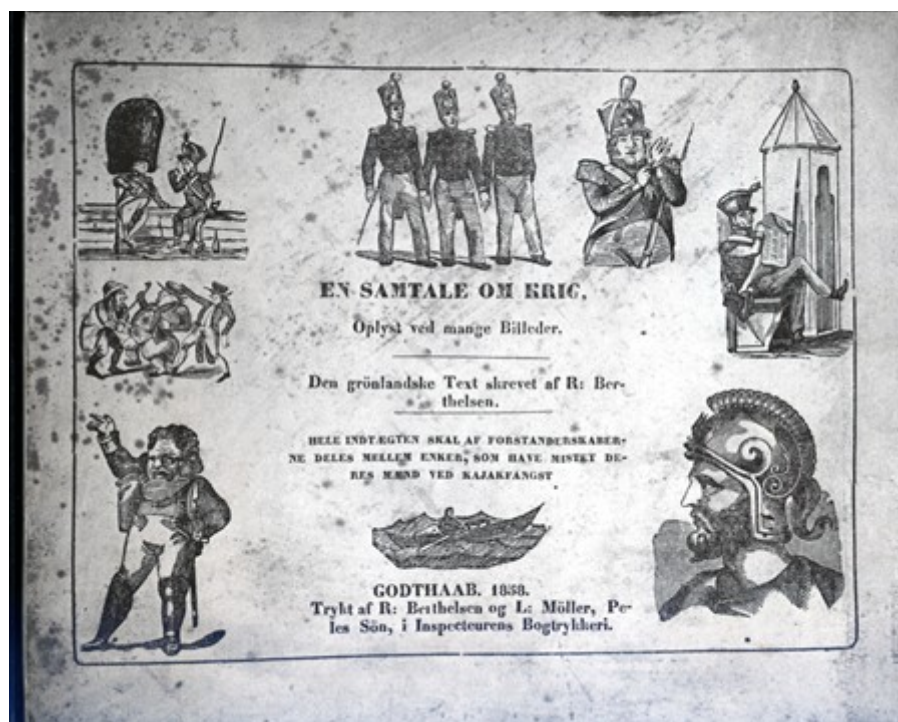 EN SAMTALE OM KRIG.
Oplyst ved mange Billeder.
Den grönlandske Text skrevet af R: Ber-
thelsen.
HELE INDTÆGTEN SKAL AF FORSTANDERSKABER-
NE DELES MELLEM ENKER, SOM HAVE MISTET DE-
RES MÆND VED KAJAKFANGST
GODTHAAB. 1858.
Trykt af R: Berthelsen og L: Möller, Pe-
les Sön, i Inspecteurens Bogtrykkeri.